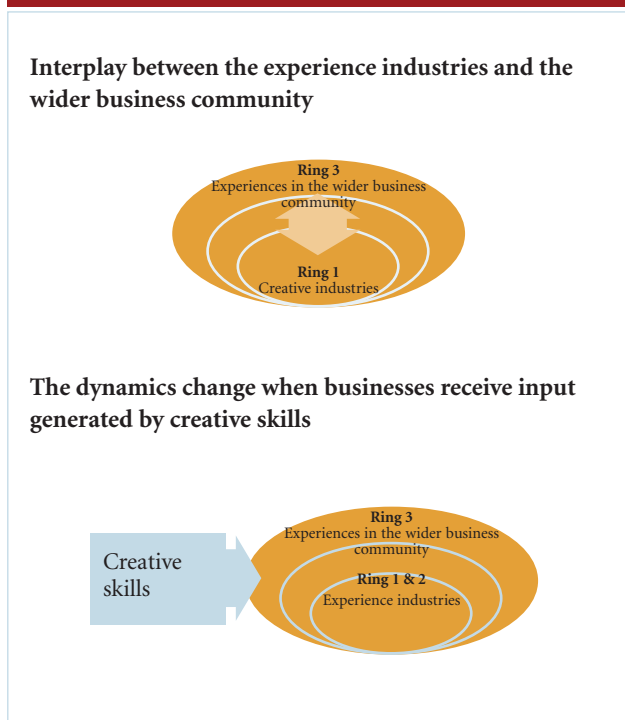 Interplay between the experience industries and the
wider business community
Ring 3
Experiences in the wider business
community
Ring 1
Creative industries
The dynamics change when businesses receive input
generated by creative skills
Creative
skills
Ring 3
Experiences in the wider business
community
Ring 1 & 2
Experience industries